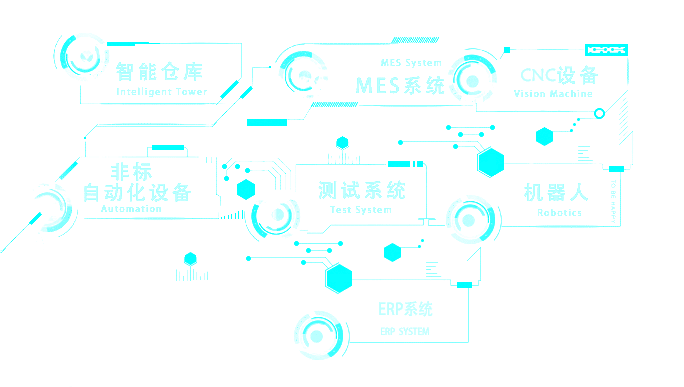 智能仓库
Intelligent Tower
MES System
MES系统
CNC设备
Vision Machine
非标
自动化设备
Automation
测试系统
Test System
机器人
Robotics
ERP系统
ERP SYSTEM